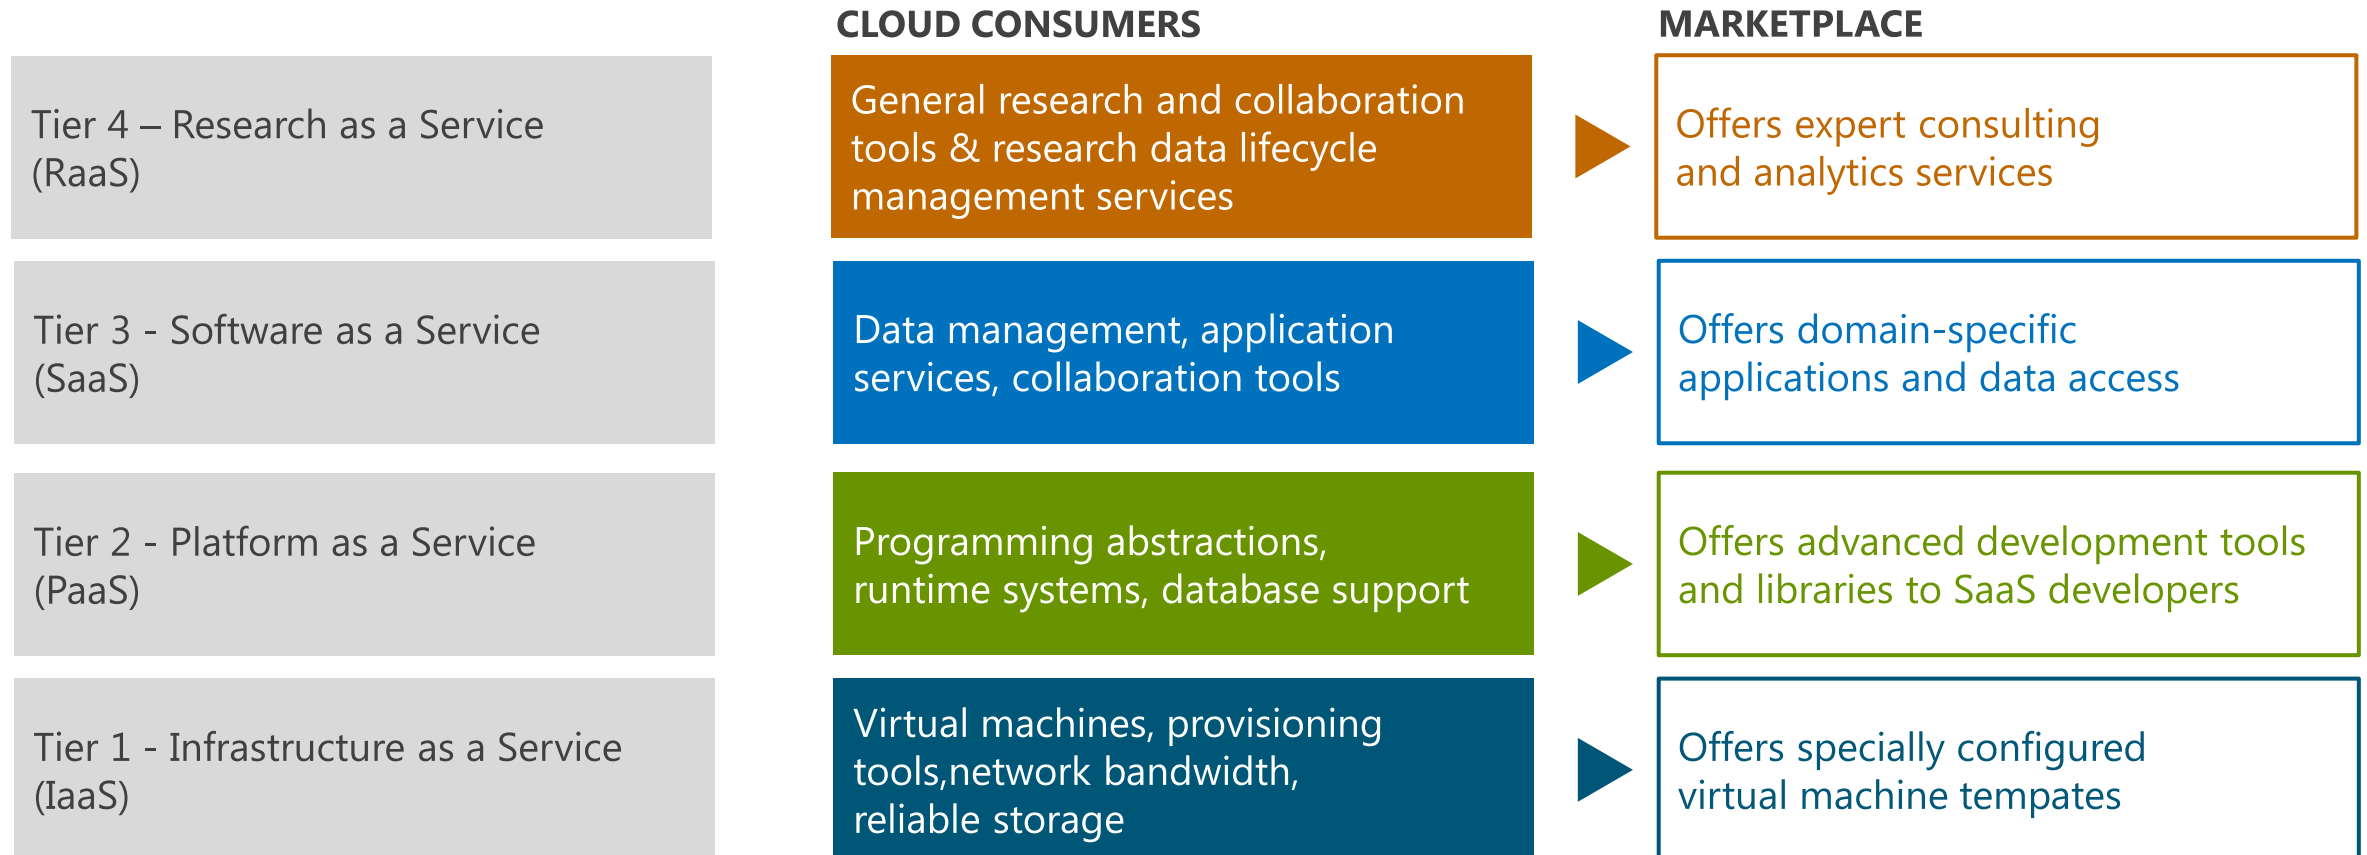 CLOUD CONSUMERS
MARKETPLACE
Tier 4 – Research as a Service
(RaaS)
General research and collaboration
tools & research data lifecycle
management services
Offers expert consulting
and analytics services
Tier 3 - Software as a Service
(SaaS)
Data management, application
services, collaboration tools
Offers domain-specific
applications and data access
Tier 2 - Platform as a Service
(PaaS)
Programming abstractions,
runtime systems, database support
Offers advanced development tools
and libraries to SaaS developers
Tier 1 - Infrastructure as a Service
(IaaS)
Virtual machines, provisioning
tools,network bandwidth,
reliable storage
Offers specially configured
virtual machine tempates